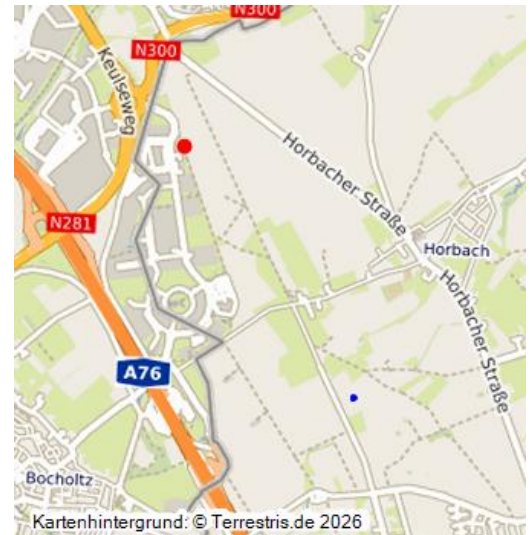 N300
N300
Keulseweg
Horbacher Straße
N281
Horbach
Horbacher Straße
A76
Bocholtz
Kartenhintergrund: © Terrestris.de 2026